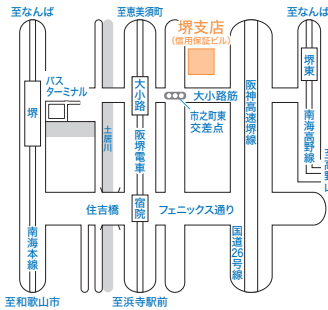 至なんば
至恵美須町
堺支店
(信用保証ビル)
至なんば
堺東
バス
ターミナル
堺
大小路
大小路筋
市之町東
交差点
土居川
阪堺電車
阪神高速堺線
南海高野線
至高野山
住吉橋
宿院
フェニックス通り
南海本線
国道26号線
至和歌山市
至浜寺駅前